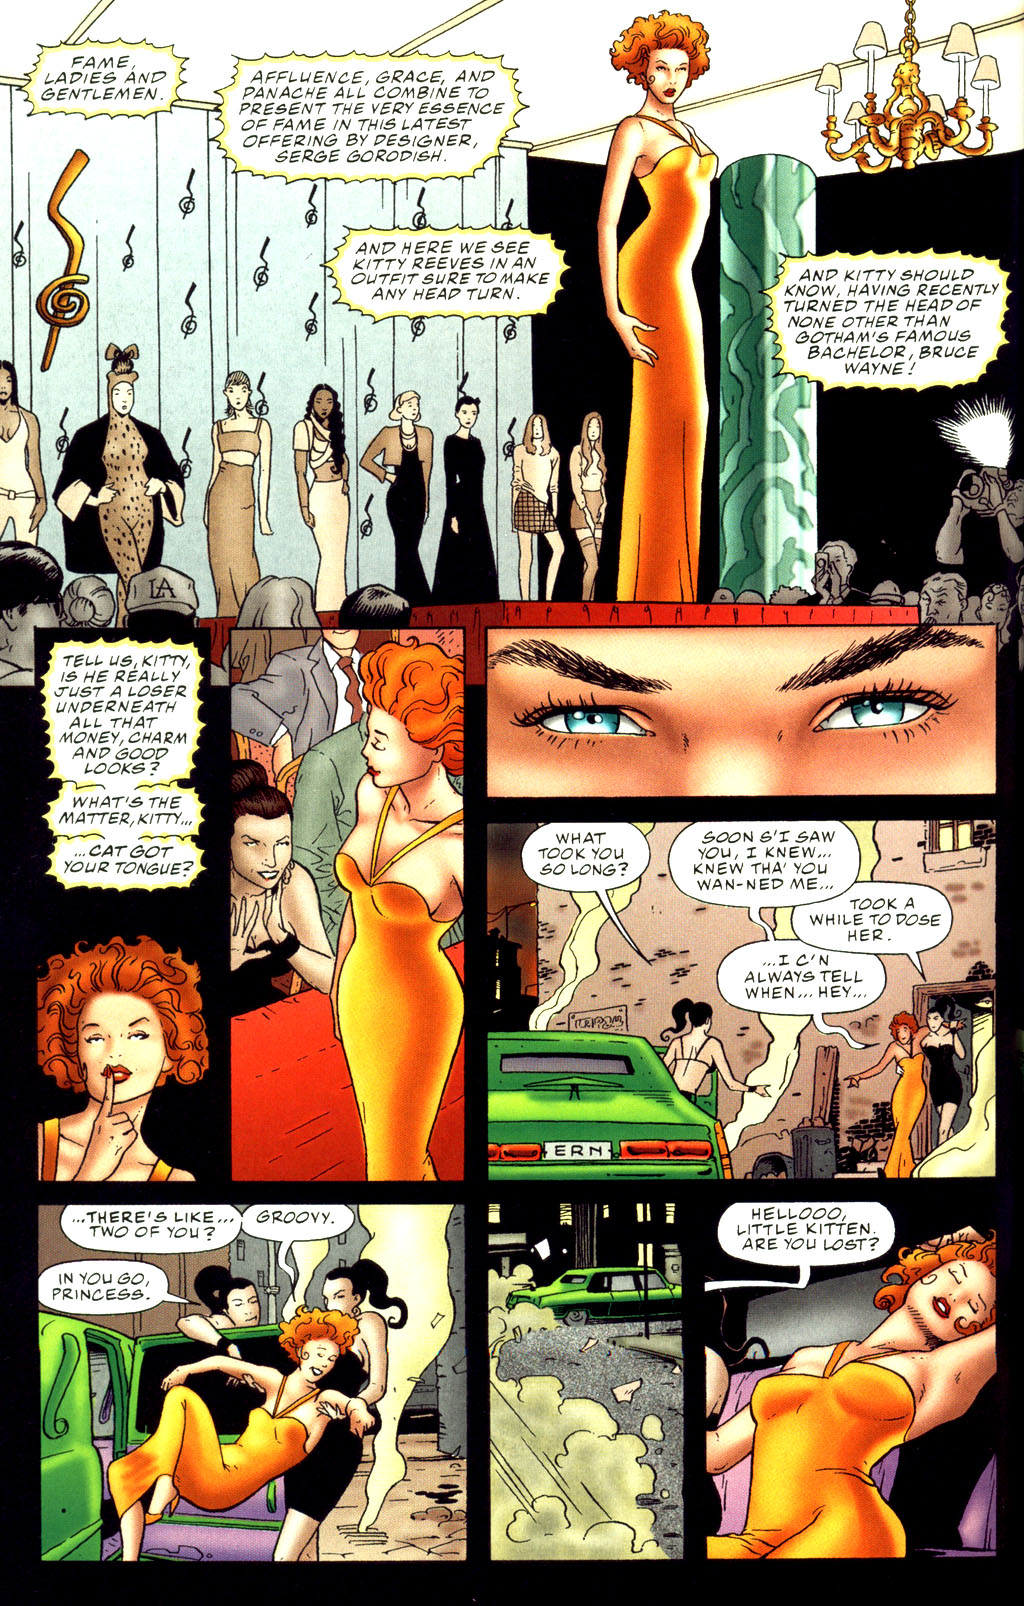 FAME,
LADIES AND
GENTLEMEN.
AFFLUENCE, GRACE, AND
PANACHE ALL COMBINE TO
PRESENT THE VERY ESSENCE
OF FAME IN THIS LATEST
OFFERING BY DESIGNER,
SERGE GORODISH.
AND HERE WE SEE
KITTY REEVES IN AN
OUTFIT SURE TO MAKE
ANY HEAD TURN.
AND KITTY SHOULD
KNOW, HAVING RECENTLY
TURNED THE HEAD OF
NONE OTHER THAN
GOTHAM'S FAMOUS
BACHELOR, BRUCE
WAYNE!
LA
TELL US, KITTY,
IS HE REALLY
JUST A LOSER
UNDERNEATH
ALL THAT
MONEY, CHARM
AND GOOD
LOOKS?
WHAT'S THE
MATTER, KITTY...
...CAT GOT
YOUR TONGUE?
WHAT
TOOK YOU
SO LONG?
SOON S'I SAW
YOU, I KNEW...
KNEW THA' YOU
WAN-NED ME...
TOOK A
WHILE TO DOSE
HER.
...I C'N
ALWAYS TELL
WHEN... HEY...
ERN
...THERE'S LIKE...
TWO OF YOU?
GROOVY.
IN YOU GO,
PRINCESS.
HELLOOO,
LITTLE KITTEN.
ARE YOU LOST?